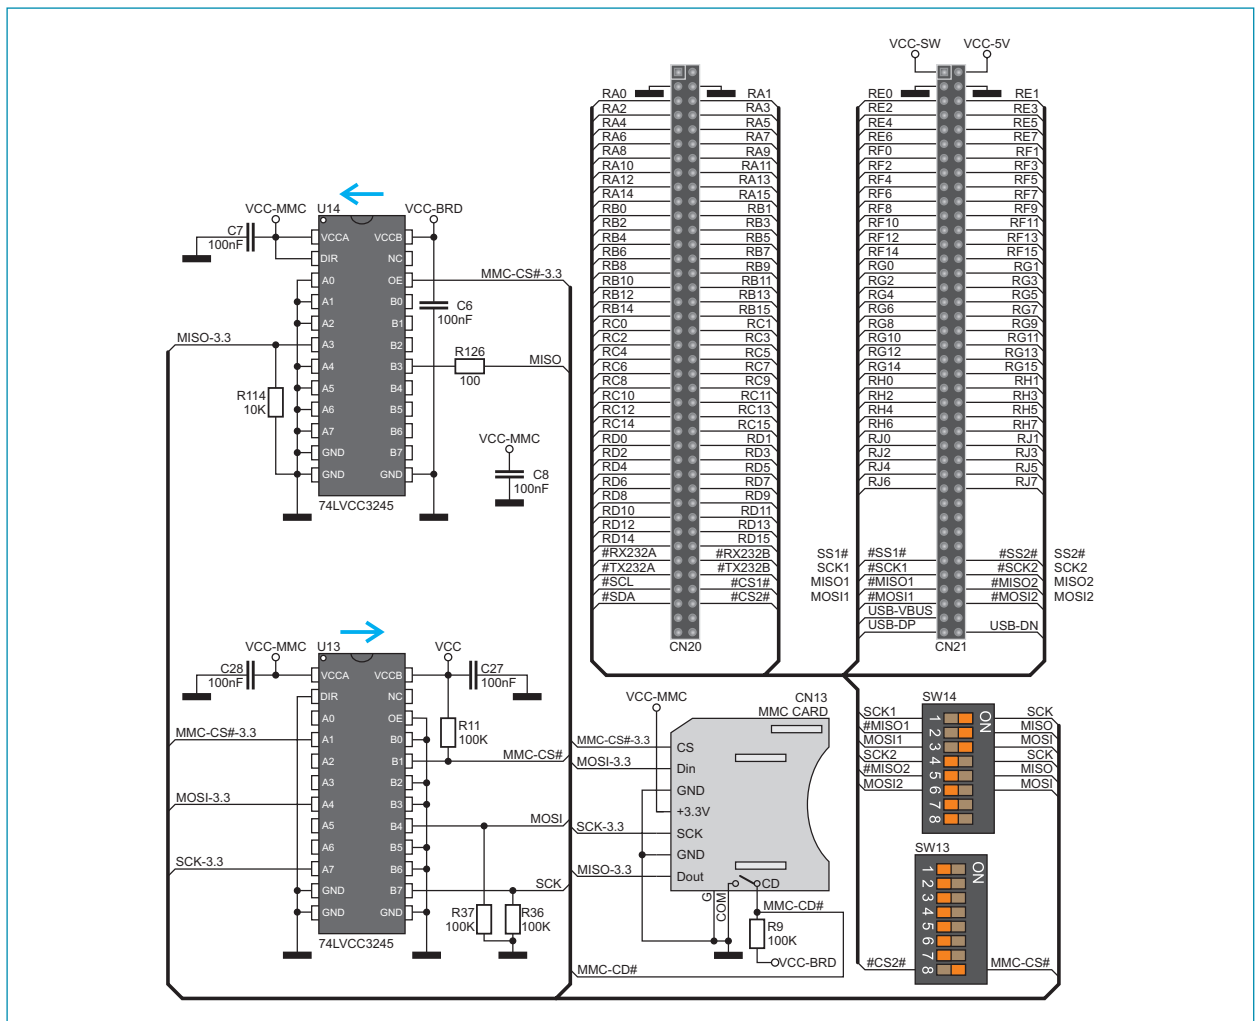 VCC-SW VCC-5V
RA0 RA1 RE0 RE1
RA2 RA3 RE2 RE3
RA4 RA5 RE4 RE5
RA6 RA7 RE6 RE7
RA8 RA9 RF0 RF1
RA10 RA11 RF2 RF3
RA12 RA13 RF4 RF5
RA14 RA15 RF6 RF7
RB0 RB1 RF8 RF9
RB2 RB3 RF10 RF11
RB4 RB5 RF12 RF13
RB6 RB7 RF14 RF15
RB8 RB9 RG0 RG1
RB10 RB11 RG2 RG3
RB12 RB13 RG4 RG5
RB14 RB15 RG6 RG7
RC0 RC1 RG8 RG9
RC2 RC3 RG10 RG11
RC4 RC5 RG12 RG13
RC6 RC7 RG14 RG15
RC8 RC9 RH0 RH1
RC10 RC11 RH2 RH3
RC12 RC13 RH4 RH5
RC14 RC15 RH6 RH7
RD0 RD1 RJ0 RJ1
RD2 RD3 RJ2 RJ3
RD4 RD5 RJ4 RJ5
RD6 RD7 RJ6 RJ7
RD8 RD9
RD10 RD11
RD12 RD13
RD14 RD15
#RX232A #RX232B SS1# #SS1# #SS2# SS2#
#TX232A #TX232B SCK1 #SCK1 #SCK2 SCK2
#SCL #CS1# MISO1 #MISO1 #MISO2 MISO2
#SDA #CS2# MOSI1 #MOSI1 #MOSI2 MOSI2
USB-VBUS
USB-DP USB-DN
CN20 CN21
VCC-MMC U14 VCC-BRD
C7
100nF
VCCA VCCB
DIR NC
A0 OE MMC-CS#-3.3
A1 B0
C6
100nF
A2 B1
MISO-3.3 A3 B2
R126
100
A4 B3 MISO
A5 B4
R114
10K
A6 B5
A7 B6
GND B7
GND GND
VCC-MMC
C8
100nF
74LVCC3245
VCC-MMC U13 VCC
C28
100nF
C27
100nF
VCCA VCCB
DIR NC
A0 OE
R11
100K
MMC-CS#-3.3 A1 B0
A2 B1 MMC-CS#
A3 B2
MOSI-3.3 A4 B3
A5 B4 MOSI
A6 B5
SCK-3.3 A7 B6
GND B7 SCK
GND GND
R37
100K
R36
100K
74LVCC3245
VCC-MMC
CN13
MMC CARD
MMC-CS#-3.3 CS
MOSI-3.3 Din
GND
+3.3V
SCK-3.3 SCK
GND
MISO-3.3 Dout
CD
G
COM
MMC-CD#
R9
100K
VCC-BRD
MMC-CD#
SW14
ON
SCK1 1 SCK
#MISO1 2 MISO
MOSI1 3 MOSI
SCK2 4 SCK
#MISO2 5 MISO
MOSI2 6 MOSI
7
8
SW13
ON
1
2
3
4
5
6
7
#CS2# 8 MMC-CS#